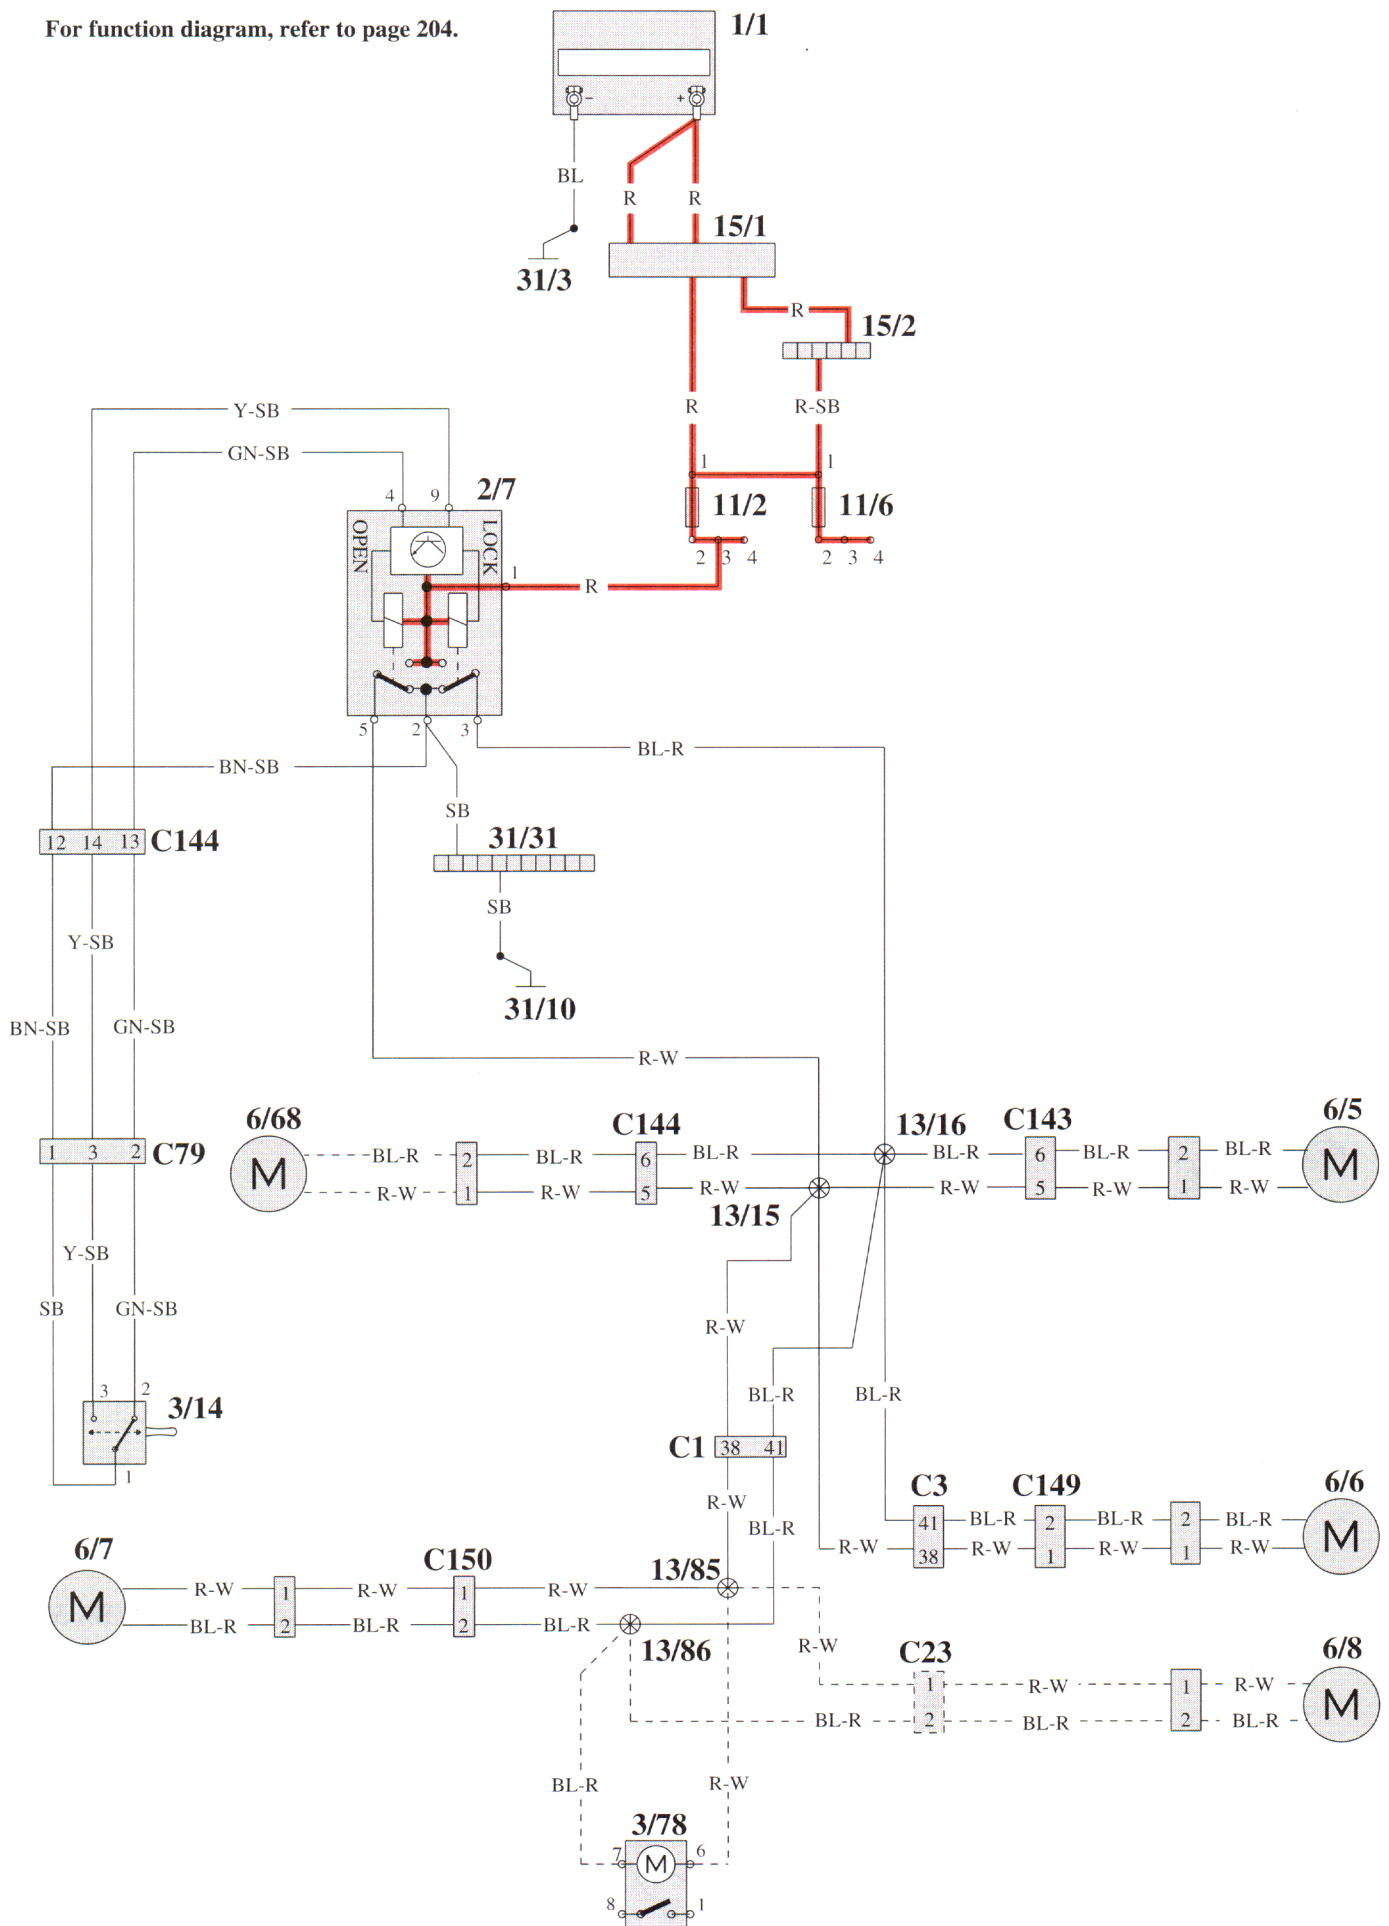 For function diagram, refer to page 204.
1/1
− +
BL
R R
15/1
31/3
R
15/2
R R-SB
Y-SB
GN-SB
1 1
4 9 2/7
11/2 11/6
OPEN LOCK
2 3 4 2 3 4
1 R
5 2 3
BL-R
BN-SB
SB
12 14 13 C144
31/31
SB
Y-SB
31/10
BN-SB GN-SB
R-W
6/68 C144 13/16 C143 6/5
1 3 2 C79
M BL-R 2 BL-R 6 BL-R BL-R 6 BL-R 2 BL-R M
R-W 1 R-W 5 R-W R-W 5 R-W 1 R-W
13/15
Y-SB
SB GN-SB
R-W
3 2
3/14
BL-R BL-R
C1 38 41
1
R-W
BL-R
C3 C149 6/6
41 BL-R 2 BL-R 2 BL-R M
R-W 38 R-W 1 R-W 1 R-W
6/7 C150 13/85
M R-W 1 R-W 1 R-W
BL-R 2 BL-R 2 BL-R
13/86
R-W
C23 6/8
1 R-W 1 R-W M
BL-R 2 BL-R 2 BL-R
BL-R R-W
3/78
7 M 6
8 1